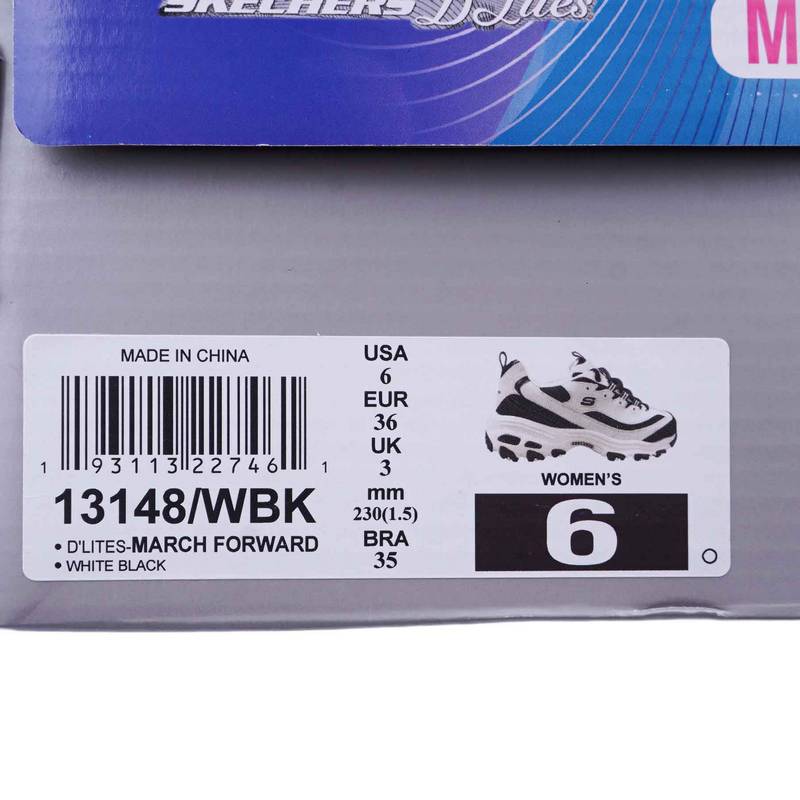 SKECHERS D'Lites
M
MADE IN CHINA
1 93113 22746 1
13148/WBK
• D'LITES-MARCH FORWARD
• WHITE BLACK
USA
6
EUR
36
UK
3
mm
230(1.5)
BRA
35
S
WOMEN'S
6